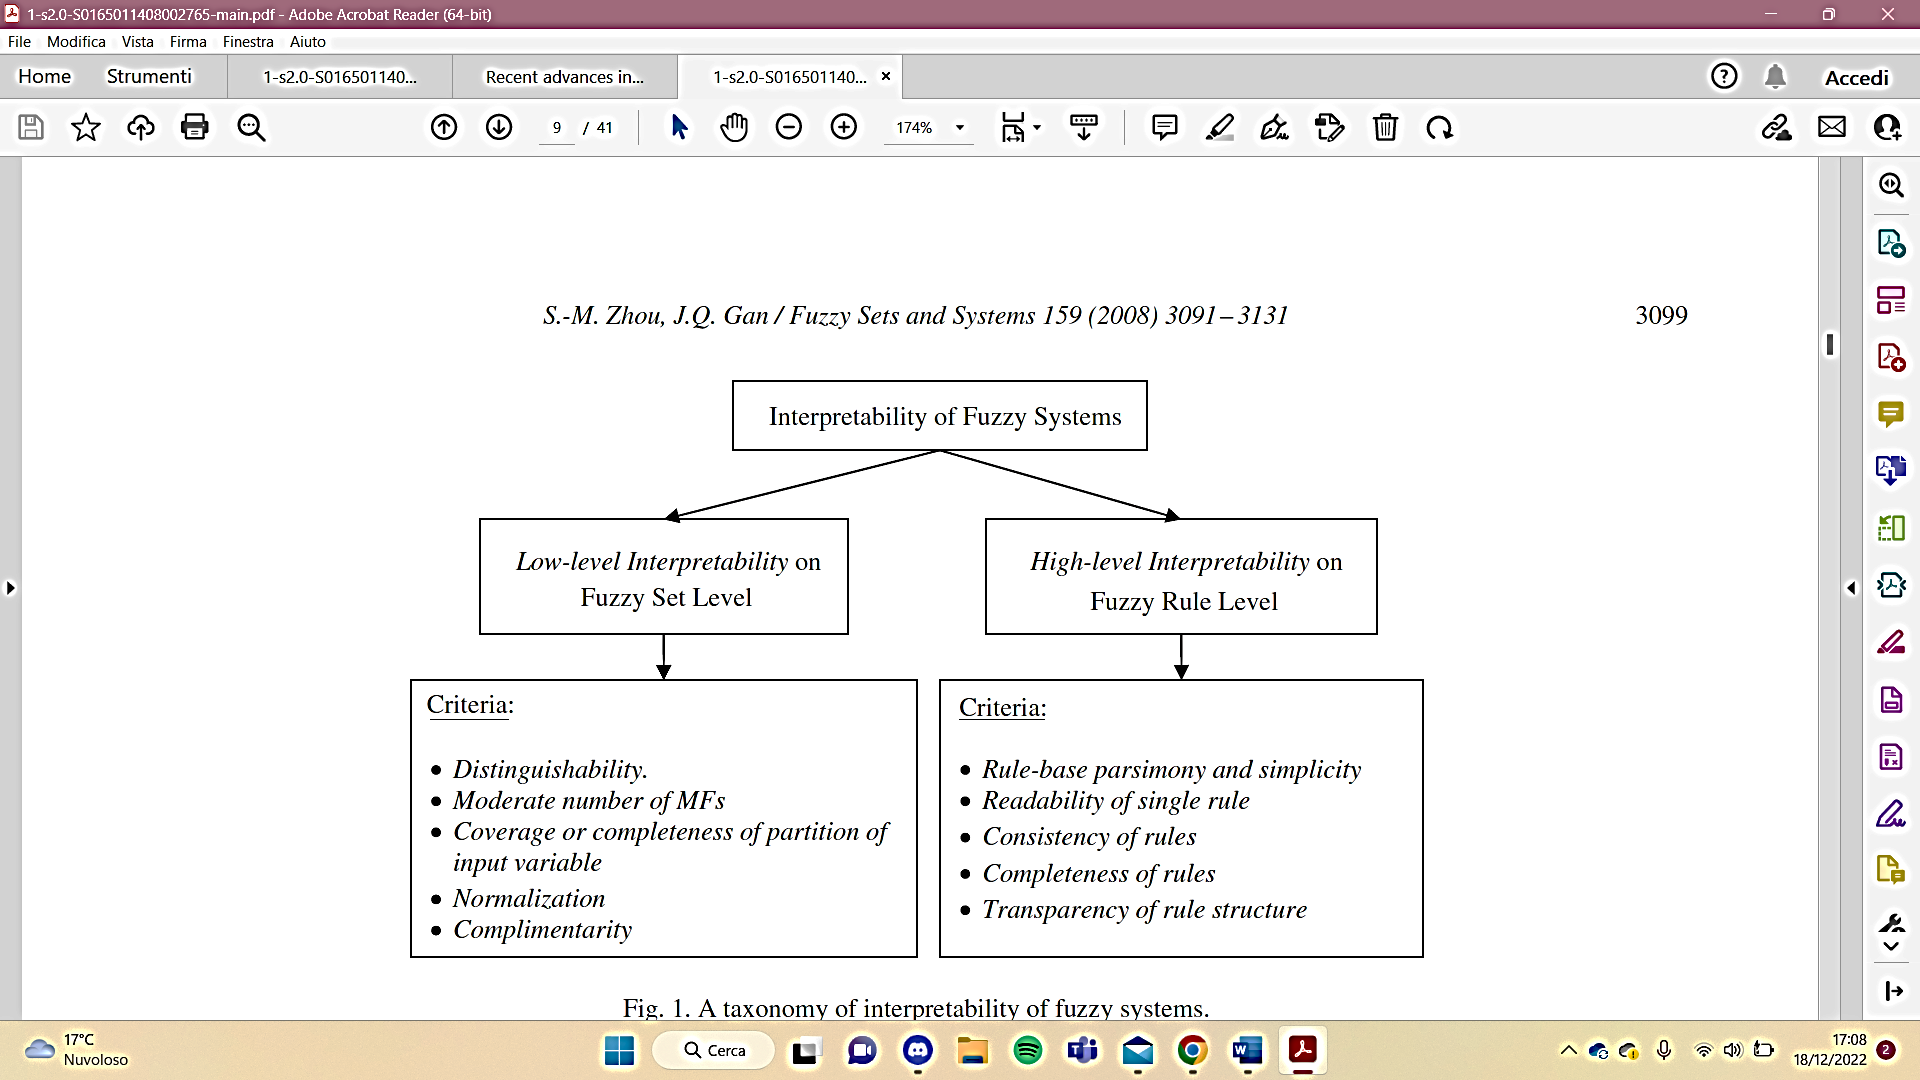 1-s2.0-S0165011408002765-main.pdf - Adobe Acrobat Reader (64-bit)
File Modifica Vista Firma Finestra Aiuto
Home Strumenti 1-s2.0-S016501140... Recent advances in... 1-s2.0-S016501140... Accedi
9 / 41 174%
S.-M. Zhou, J.Q. Gan / Fuzzy Sets and Systems 159 (2008) 3091–3131 3099
Interpretability of Fuzzy Systems
Low-level Interpretability on
Fuzzy Set Level
High-level Interpretability on
Fuzzy Rule Level
Criteria:
• Distinguishability.
• Moderate number of MFs
• Coverage or completeness of partition of
input variable
• Normalization
• Complimentarity
Criteria:
• Rule-base parsimony and simplicity
• Readability of single rule
• Consistency of rules
• Completeness of rules
• Transparency of rule structure
Fig. 1. A taxonomy of interpretability of fuzzy systems.
17°C
Nuvoloso
Cerca
17:08
18/12/2022
2